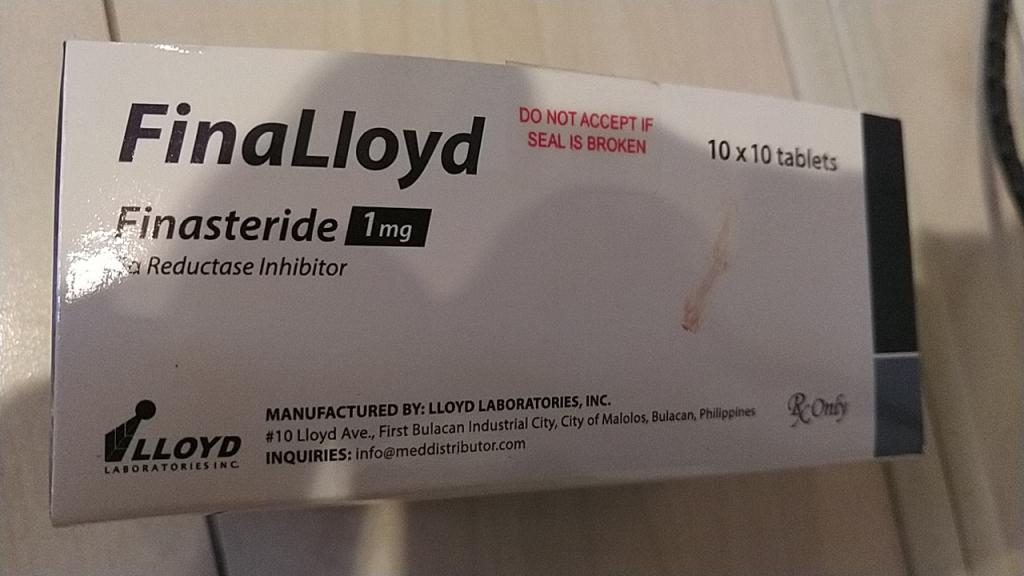 FinaLloyd
DO NOT ACCEPT IF
SEAL IS BROKEN
10 x 10 tablets
Finasteride 1mg
Reductase Inhibitor
LLOYD
LABORATORIES INC.
MANUFACTURED BY: LLOYD LABORATORIES, INC.
#10 Lloyd Ave., First Bulacan Industrial City, City of Malolos, Bulacan, Philippines
INQUIRIES: info@meddistributor.com
Rx Only